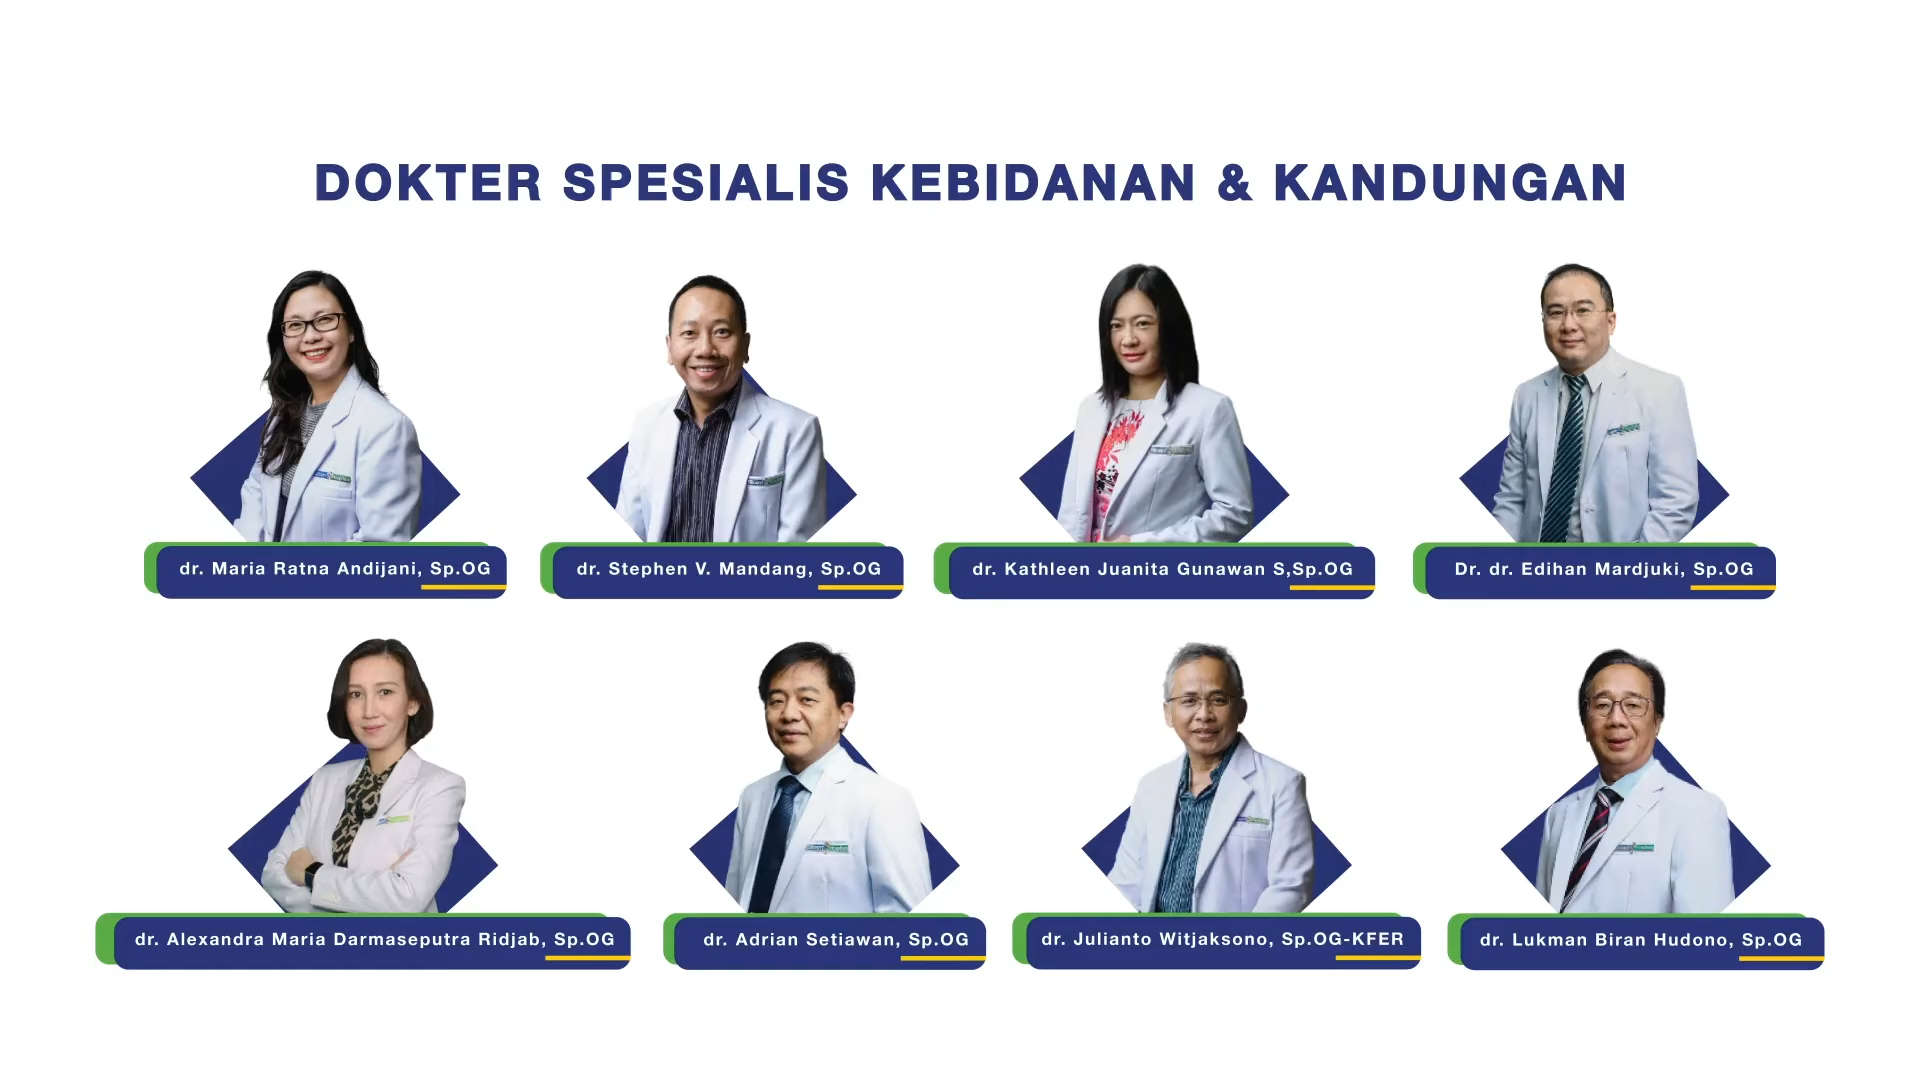 DOKTER SPESIALIS KEBIDANAN & KANDUNGAN
dr. Maria Ratna Andijani, Sp.OG
dr. Stephen V. Mandang, Sp.OG
dr. Kathleen Juanita Gunawan S,Sp.OG
Dr. dr. Edihan Mardjuki, Sp.OG
dr. Alexandra Maria Darmaseputra Ridjab, Sp.OG
dr. Adrian Setiawan, Sp.OG
dr. Julianto Witjaksono, Sp.OG-KFER
dr. Lukman Biran Hudono, Sp.OG